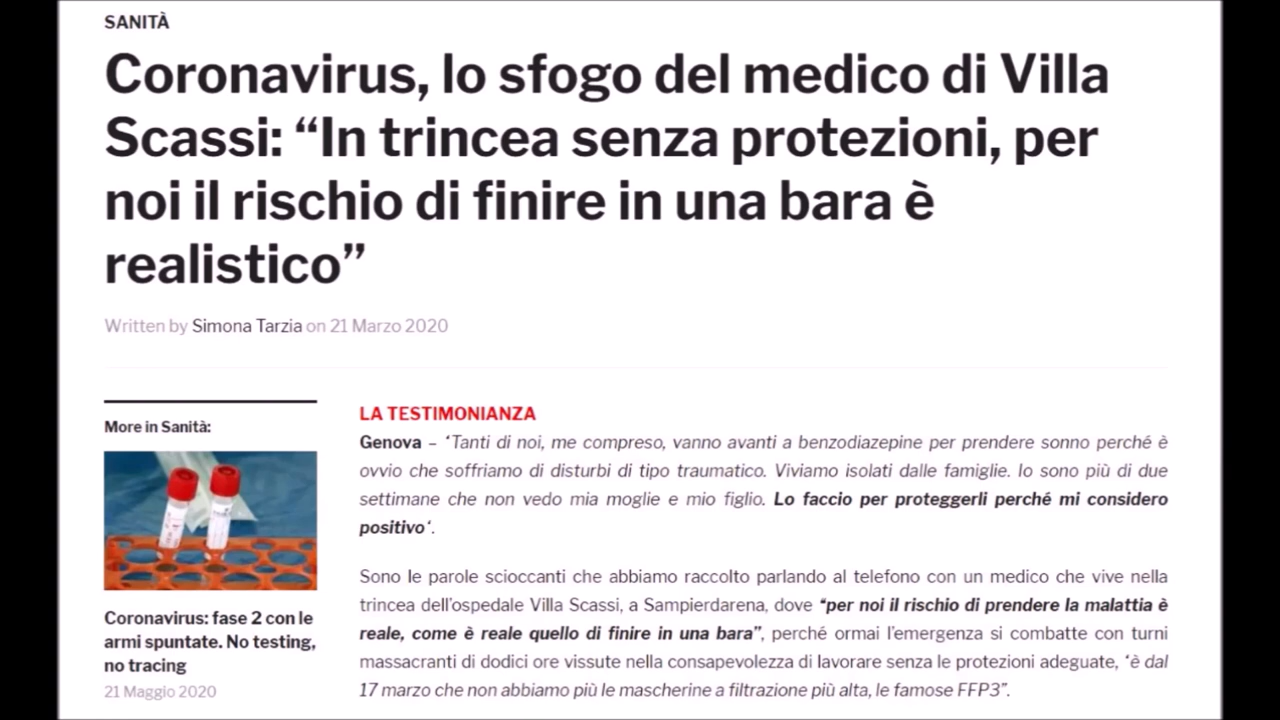 SANITÀ
Coronavirus, lo sfogo del medico di Villa
Scassi: “In trincea senza protezioni, per
noi il rischio di finire in una bara è
realistico”
Written by Simona Tarzia on 21 Marzo 2020
More in Sanità:
Coronavirus: fase 2 con le
armi spuntate. No testing,
no tracing
21 Maggio 2020
LA TESTIMONIANZA
Genova – “Tanti di noi, me compreso, vanno avanti a benzodiazepine per prendere sonno perché è
ovvio che soffriamo di disturbi di tipo traumatico. Viviamo isolati dalle famiglie. Io sono più di due
settimane che non vedo mia moglie e mio figlio. Lo faccio per proteggerli perché mi considero
positivo“.
Sono le parole scioccanti che abbiamo raccolto parlando al telefono con un medico che vive nella
trincea dell’ospedale Villa Scassi, a Sampierdarena, dove “per noi il rischio di prendere la malattia è
reale, come è reale quello di finire in una bara”, perché ormai l’emergenza si combatte con turni
massacranti di dodici ore vissute nella consapevolezza di lavorare senza le protezioni adeguate, “è dal
17 marzo che non abbiamo più le mascherine a filtrazione più alta, le famose FFP3”.